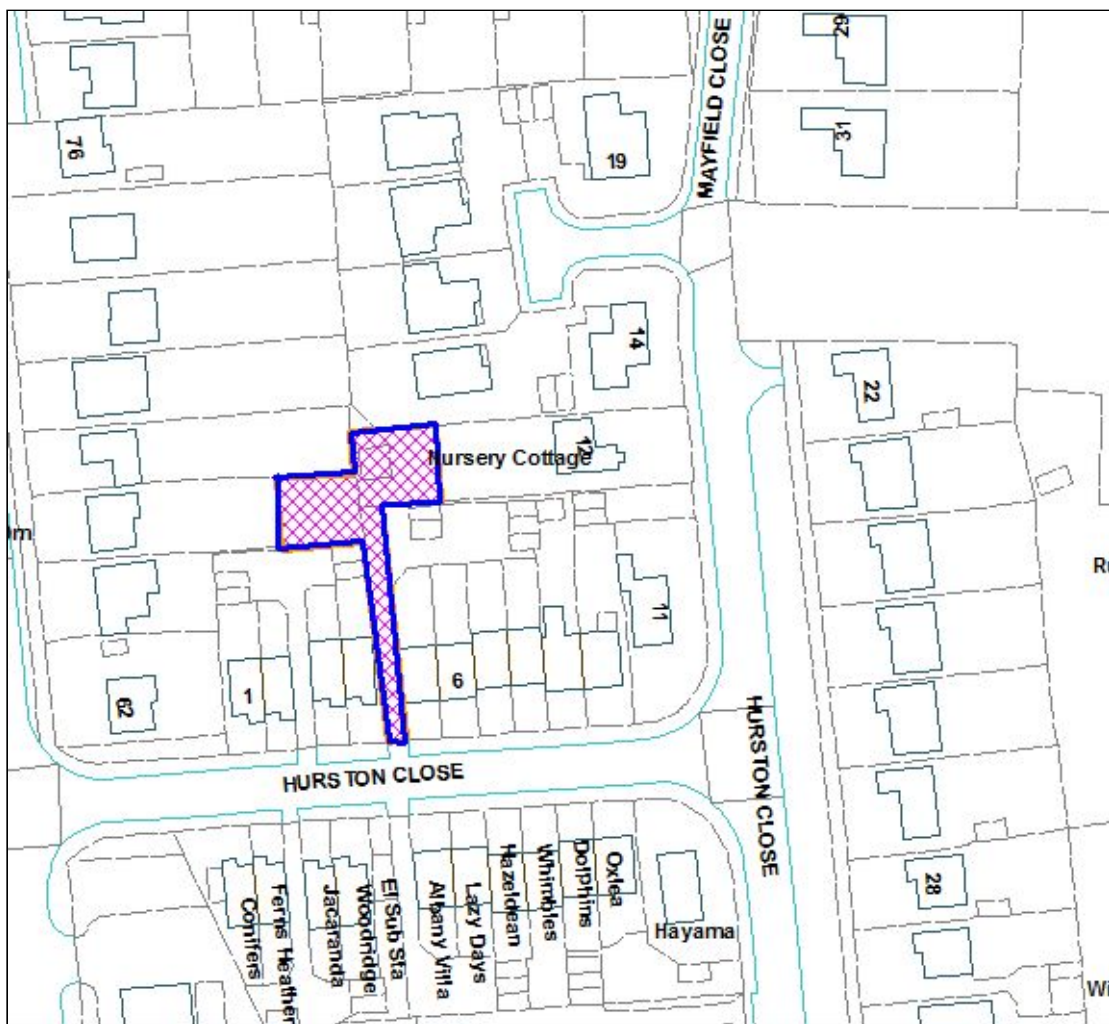 29
MAYFIELD CLOSE
76
31
19
14
22
12
Nursery Cottage
11
1
6
62
HURSTON CLOSE
HURSTON CLOSE
Conifers
Ferns Heather
Jacaranda
Woodridge
El Sub Sta
Albany Villa
Lazy Days
Hazeldean
Whimbles
Dolphins
Oxlea
Hayama
28